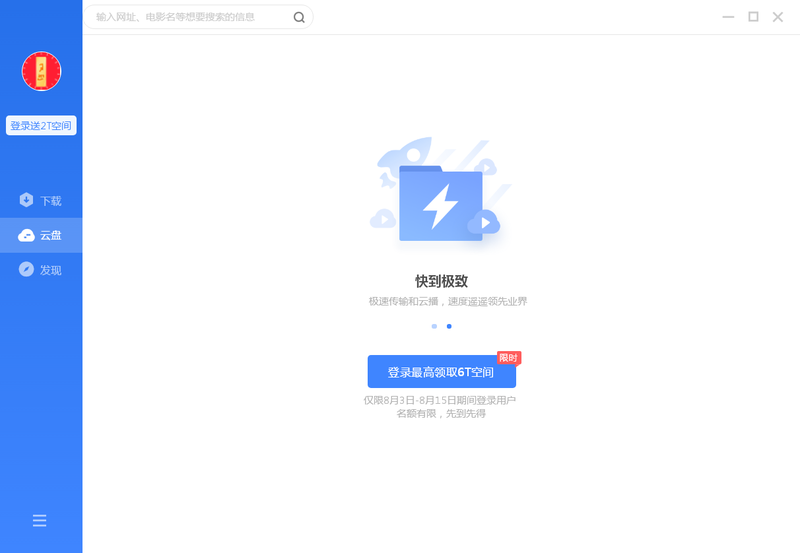 输入网址、电影名等想要搜索的信息
登录送2T空间
下载
云盘
发现
快到极致
极速传输和云播，速度遥遥领先业界
限时
登录最高领取6T空间
仅限8月3日-8月15日期间登录用户
名额有限，先到先得